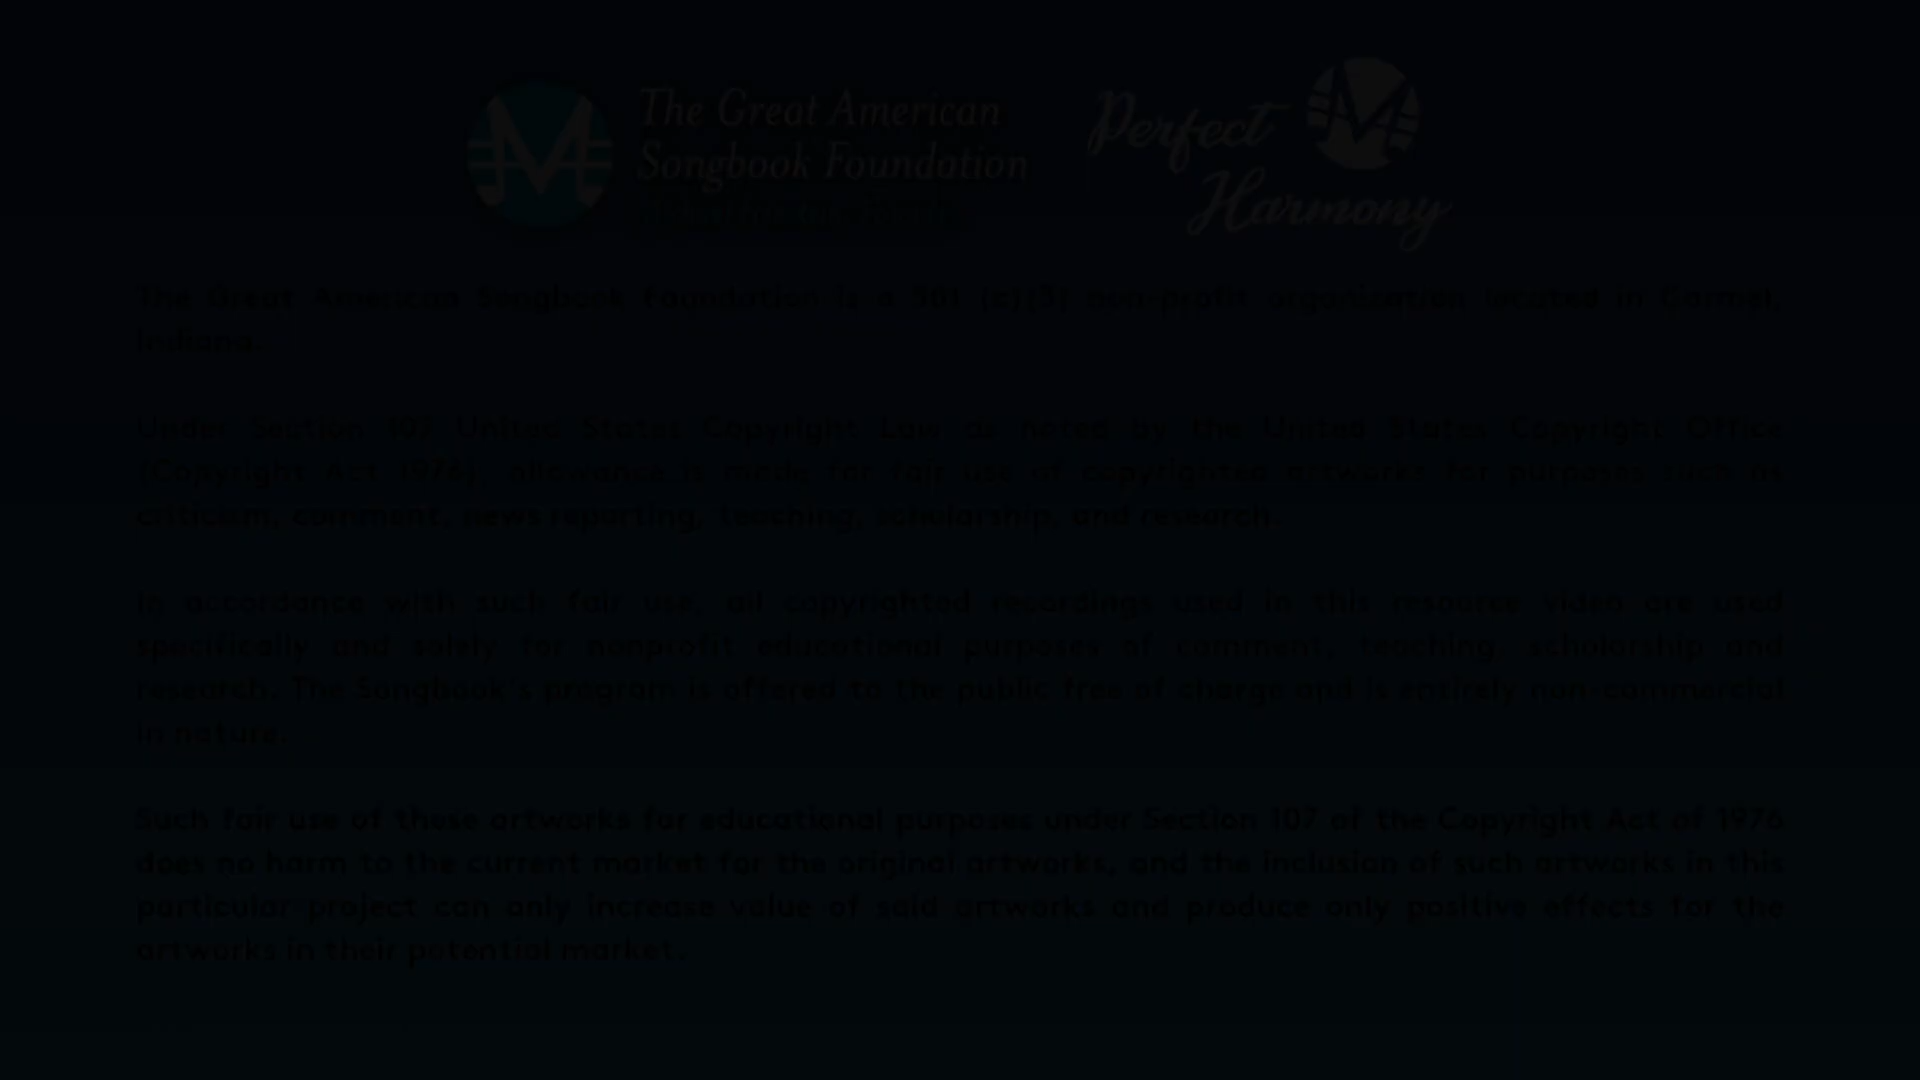 The Great American
Songbook Foundation
Perfect
Harmony
The Great American Songbook Foundation is a 501 (c)(3) non-profit organization located in Carmel,
Indiana.
Under Section 107 United States Copyright Law as noted by the United States Copyright Office
(Copyright Act 1976), allowance is made for fair use of copyrighted artworks for purposes such as
criticism, comment, news reporting, teaching, scholarship, and research.
In accordance with such fair use, all copyrighted recordings used in this resource video are used
specifically and solely for nonprofit educational purposes of comment, teaching, scholarship and
research. The Songbook's program is offered to the public free of charge and is entirely non-commercial
in nature.
Such fair use of these artworks for educational purposes under Section 107 of the Copyright Act of 1976
does no harm to the current market for the original artworks, and the inclusion of such artworks in this
particular project can only increase value of said artworks and produce only positive effects for the
artworks in their potential market.